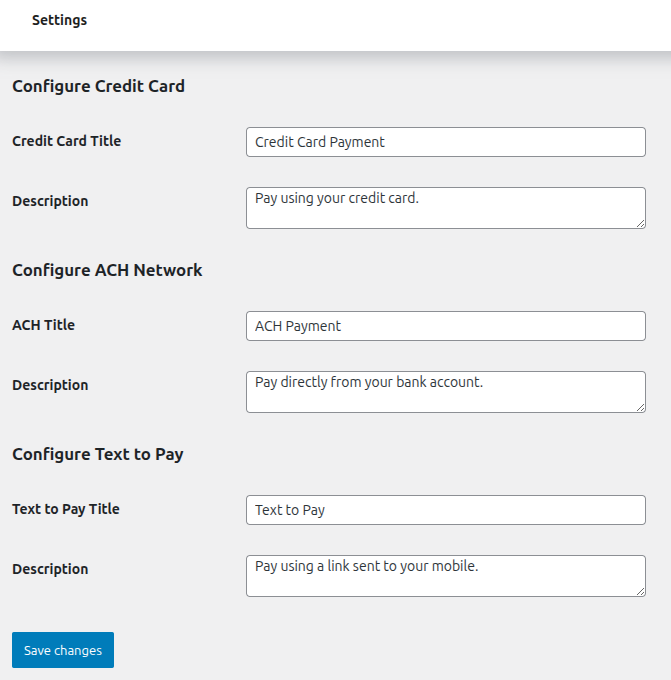 Settings
Configure Credit Card
Credit Card Title
Credit Card Payment
Description
Pay using your credit card.
Configure ACH Network
ACH Title
ACH Payment
Description
Pay directly from your bank account.
Configure Text to Pay
Text to Pay Title
Text to Pay
Description
Pay using a link sent to your mobile.
Save changes